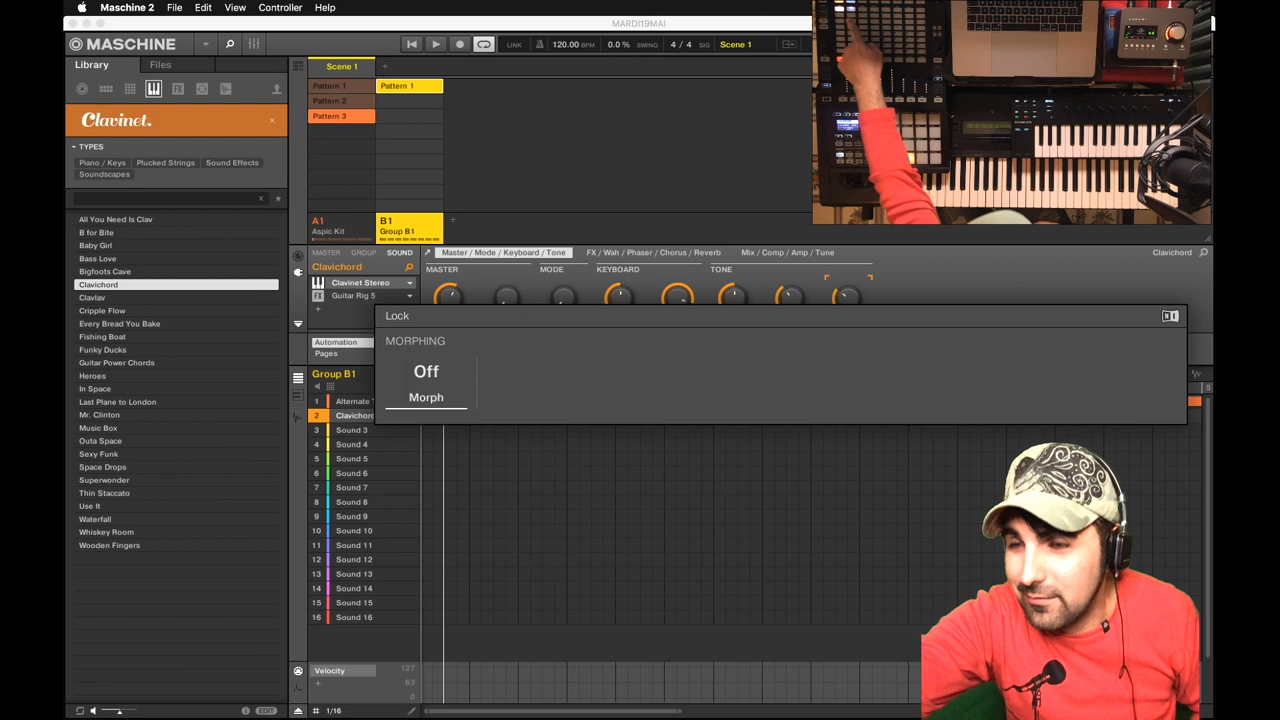 Maschine 2 File Edit View Controller Help
MARDI19MAI
MASCHINE
LINK 120.00 BPM 0.0 % SWING 4 / 4 SIG Scene 1
Library Files
Clavinet.
TYPES
Piano / Keys Plucked Strings Sound Effects
Soundscapes
All You Need Is Clav
B for Bite
Baby Girl
Bass Love
Bigfoots Cave
Clavichord
Clavlav
Cripple Flow
Every Breath You Bake
Fishing Boat
Funky Ducks
Guitar Power Chords
Heroes
In Space
Last Plane to London
Mr. Clinton
Music Box
Outa Space
Sexy Funk
Space Drops
Superwonder
Thin Staccato
Use It
Waterfall
Whiskey Room
Wooden Fingers
EDIT
Scene 1 +
Pattern 1 Pattern 1
Pattern 2
Pattern 3
A1 B1 +
Aspic Kit Group B1
MASTER GROUP SOUND
Clavichord
Clavinet Stereo
Guitar Rig 5
+
Master / Mode / Keyboard / Tone FX / Wah / Phaser / Chorus / Reverb Mix / Comp / Amp / Tune Clavichord
MASTER MODE KEYBOARD TONE
Lock
MORPHING
Off
Morph
Automation
Pages
Group B1
5
1 Alternate
2 Clavichord
3 Sound 3
4 Sound 4
5 Sound 5
6 Sound 6
7 Sound 7
8 Sound 8
9 Sound 9
10 Sound 10
11 Sound 11
12 Sound 12
13 Sound 13
14 Sound 14
15 Sound 15
16 Sound 16
Velocity 127
+ 63
0
1/16